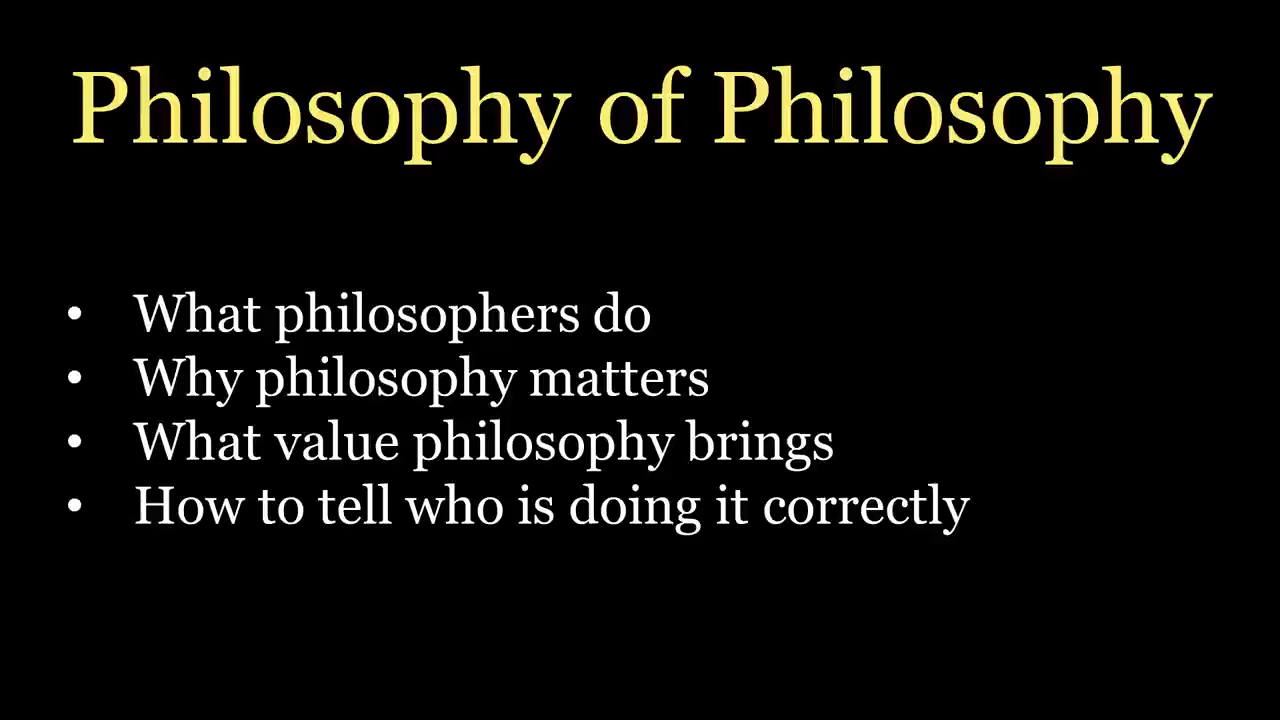 Philosophy of Philosophy
• What philosophers do
• Why philosophy matters
• What value philosophy brings
• How to tell who is doing it correctly